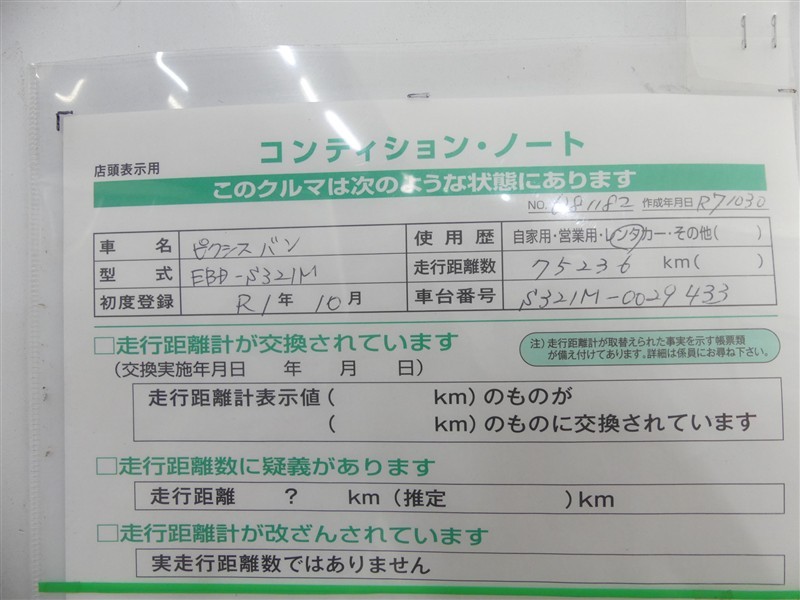 コンディション・ノート
店頭表示用
このクルマは次のような状態にあります
NO. 6181182 作成年月日 R71030
車名 ピクシスバン 使用歴 自家用・営業用・レンタカー・その他( )
型式 EBD-S321M 走行距離数 75236 km( )
初度登録 R1年 10月 車台番号 S321M-0029433
□走行距離計が交換されています
注)走行距離計が取替えられた事実を示す帳票類
が備え付けてあります。詳細は係員にお尋ね下さい。
(交換実施年月日 年 月 日)
走行距離計表示値( km)のものが
( km)のものに交換されています
□走行距離数に疑義があります
走行距離 ? km(推定 )km
□走行距離計が改ざんされています
実走行距離数ではありません